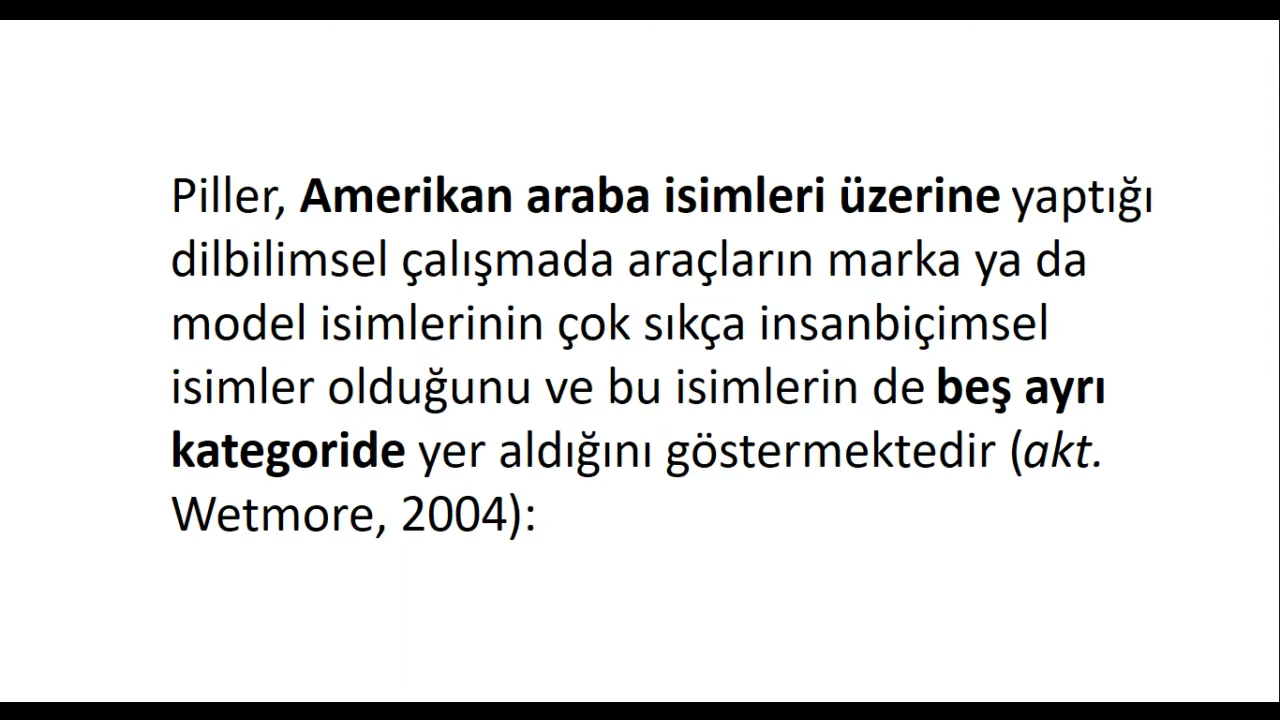 Piller, Amerikan araba isimleri üzerine yaptığı
dilbilimsel çalışmada araçların marka ya da
model isimlerinin çok sıkça insanbiçimsel
isimler olduğunu ve bu isimlerin de beş ayrı
kategoride yer aldığını göstermektedir (akt.
Wetmore, 2004):